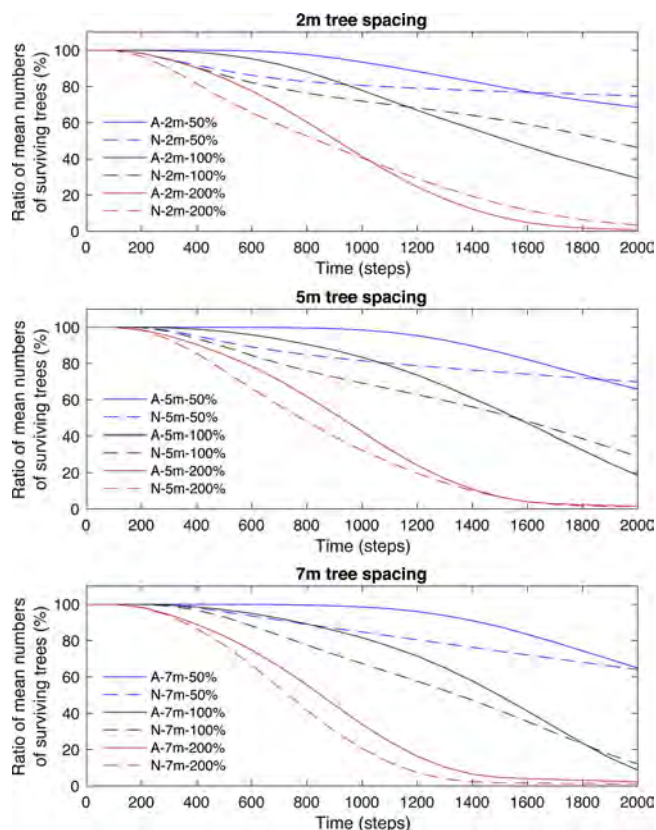 2m tree spacing
Ratio of mean numbers
of surviving trees (%)
100
80
60
40
20
0
A-2m-50%
N-2m-50%
A-2m-100%
N-2m-100%
A-2m-200%
N-2m-200%
0 200 400 600 800 1000 1200 1400 1600 1800 2000
Time (steps)
5m tree spacing
Ratio of mean numbers
of surviving trees (%)
100
80
60
40
20
0
A-5m-50%
N-5m-50%
A-5m-100%
N-5m-100%
A-5m-200%
N-5m-200%
0 200 400 600 800 1000 1200 1400 1600 1800 2000
Time (steps)
7m tree spacing
Ratio of mean numbers
of surviving trees (%)
100
80
60
40
20
0
A-7m-50%
N-7m-50%
A-7m-100%
N-7m-100%
A-7m-200%
N-7m-200%
0 200 400 600 800 1000 1200 1400 1600 1800 2000
Time (steps)